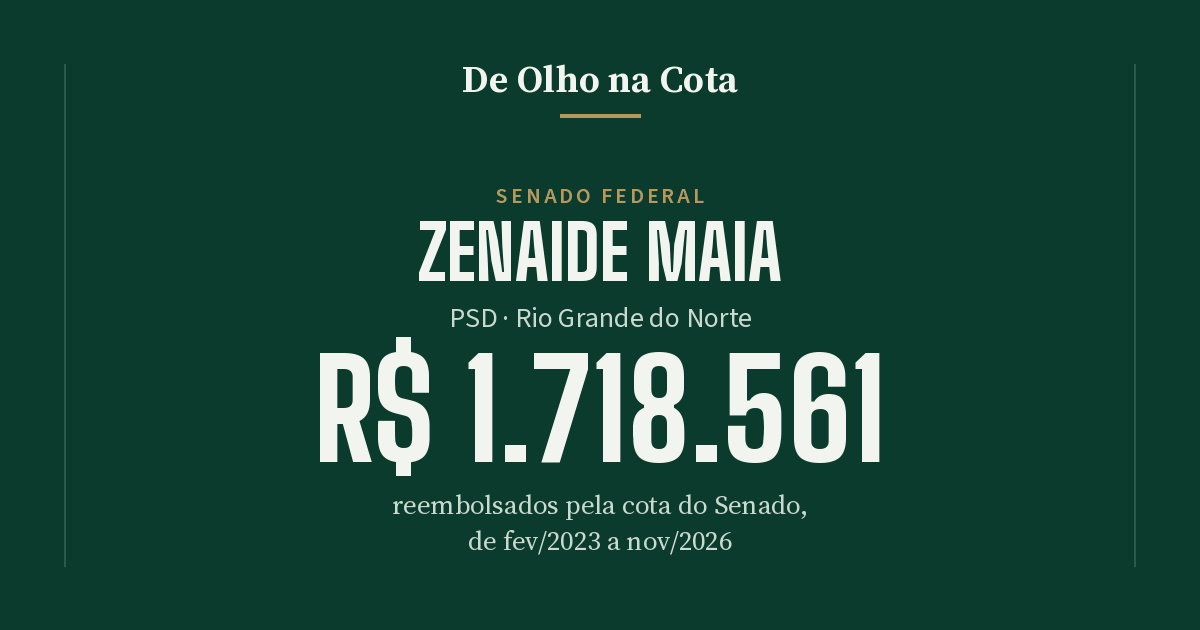 De Olho na Cota
SENADO FEDERAL
ZENAIDE MAIA
PSD · Rio Grande do Norte
R$ 1.718.561
reembolsados pela cota do Senado,
de fev/2023 a nov/2026